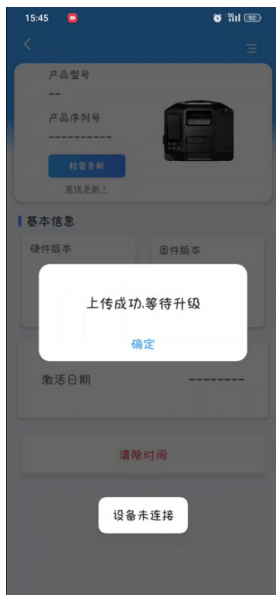 15:45
92
产品型号
--
产品序列号
----------
检查更新
离线更新?
基本信息
硬件版本
固件版本
上传成功,等待升级
确定
激活日期
--------
清除时间
设备未连接